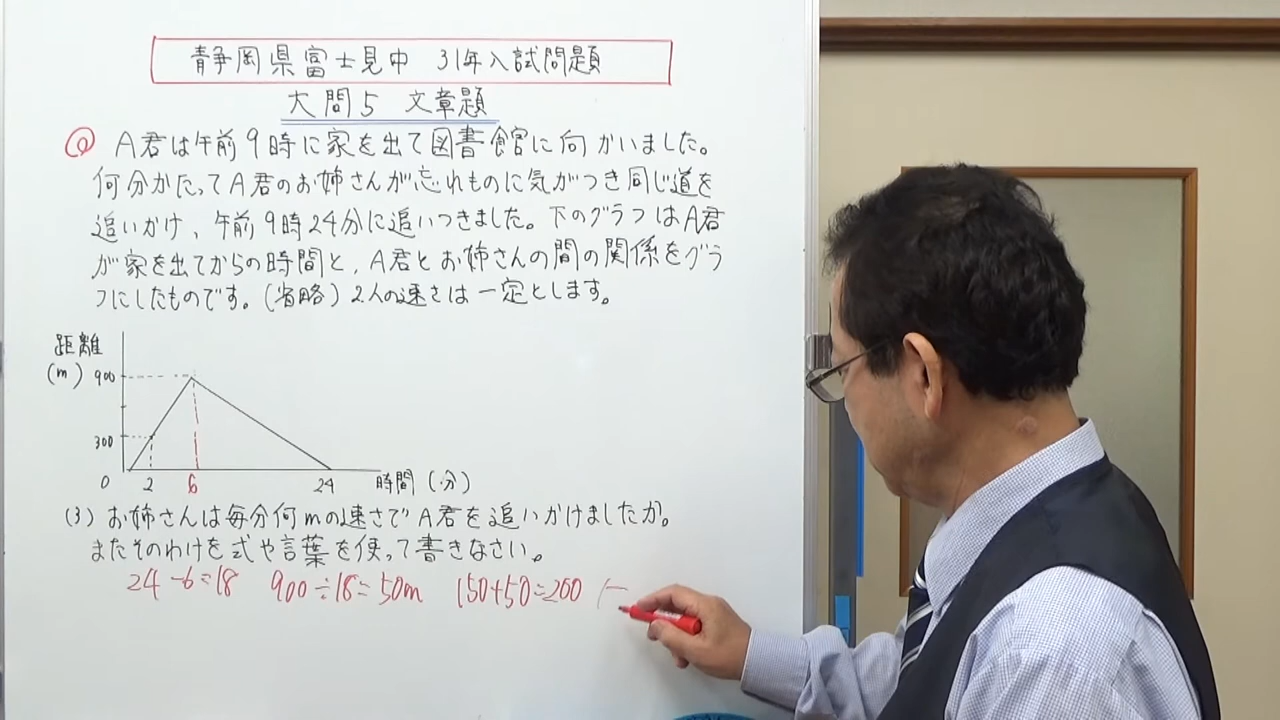 静岡県富士見中 31年入試問題
大問5 文章題
Q A君は午前9時に家を出て図書館に向かいました。
何分かたってA君のお姉さんが忘れものに気がつき同じ道を
追いかけ、午前9時24分に追いつきました。下のグラフはA君
が家を出てからの時間と、A君とお姉さんの間の関係をグラ
フにしたものです。(省略)2人の速さは一定とします。
距離
(m) 900
300
0 2 6 24 時間(分)
(3) お姉さんは毎分何mの速さでA君を追いかけましたか。
またそのわけを式や言葉を使って書きなさい。
24-6=18 900÷18=50m 150+50=200